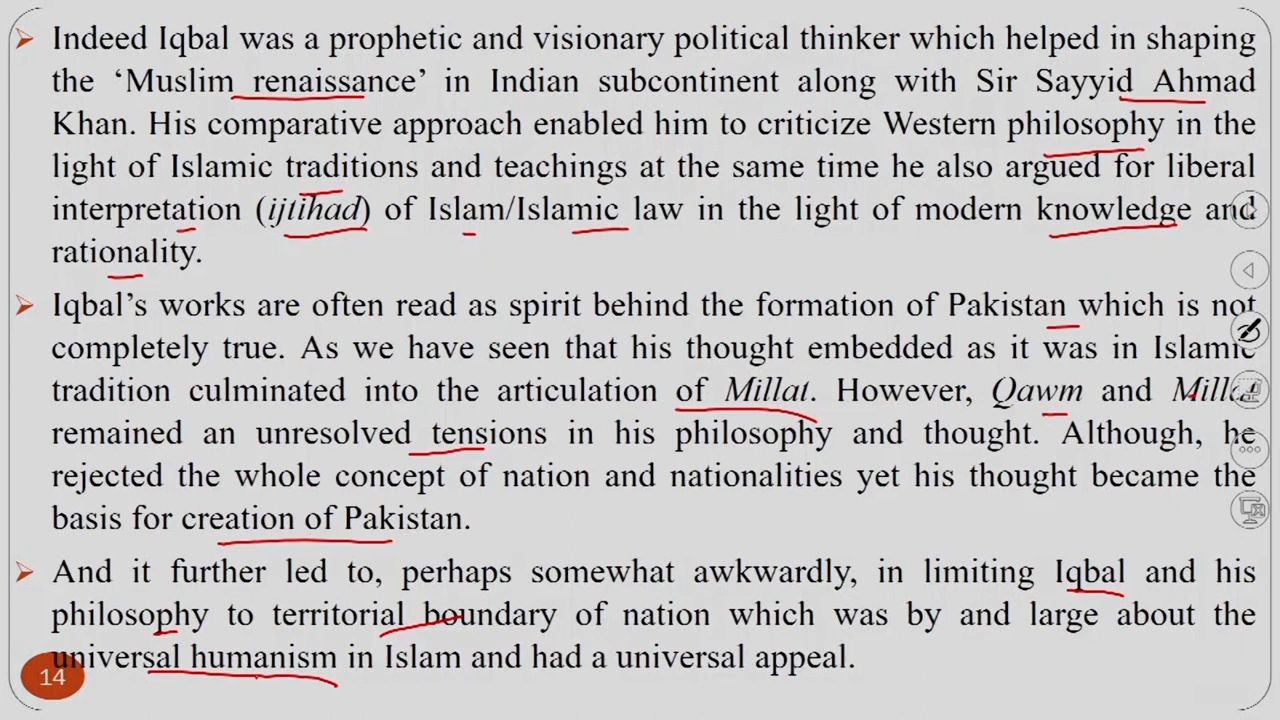 Indeed Iqbal was a prophetic and visionary political thinker which helped in shaping
the ‘Muslim renaissance’ in Indian subcontinent along with Sir Sayyid Ahmad
Khan. His comparative approach enabled him to criticize Western philosophy in the
light of Islamic traditions and teachings at the same time he also argued for liberal
interpretation (ijtihad) of Islam/Islamic law in the light of modern knowledge and
rationality.
Iqbal’s works are often read as spirit behind the formation of Pakistan which is not
completely true. As we have seen that his thought embedded as it was in Islamic
tradition culminated into the articulation of Millat. However, Qawm and Millat
remained an unresolved tensions in his philosophy and thought. Although, he
rejected the whole concept of nation and nationalities yet his thought became the
basis for creation of Pakistan.
And it further led to, perhaps somewhat awkwardly, in limiting Iqbal and his
philosophy to territorial boundary of nation which was by and large about the
universal humanism in Islam and had a universal appeal.
14